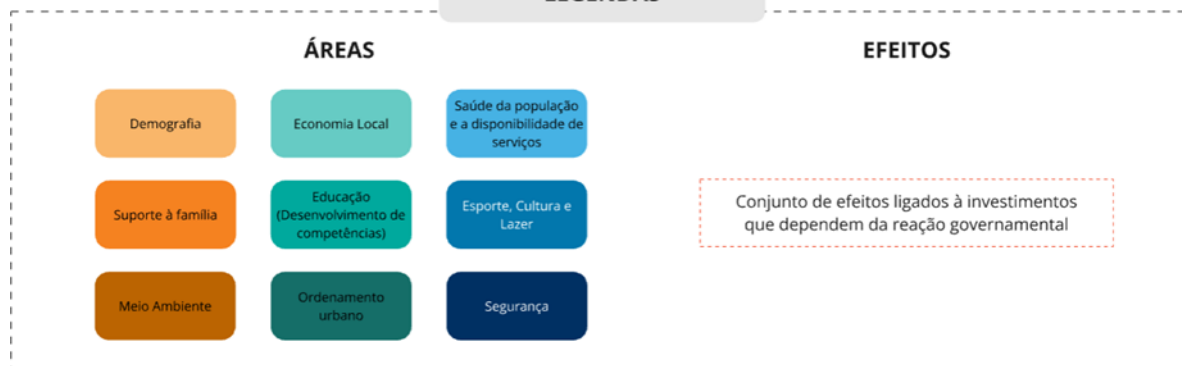 LEGENDAS
ÁREAS
EFEITOS
Demografia
Economia Local
Saúde da população
e a disponibilidade de
serviços
Suporte à família
Educação
(Desenvolvimento de
competências)
Esporte, Cultura e
Lazer
Conjunto de efeitos ligados à investimentos
que dependem da reação governamental
Meio Ambiente
Ordenamento
urbano
Segurança